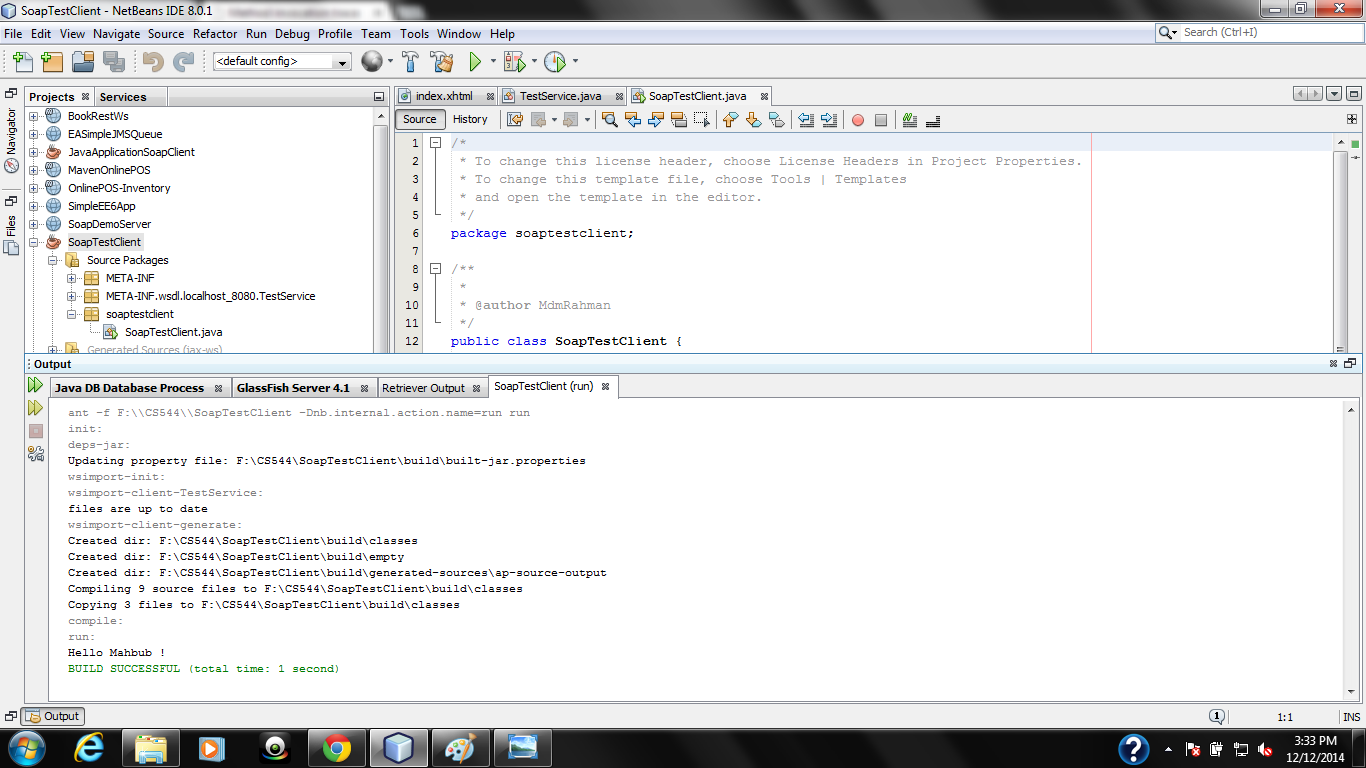 SoapTestClient - NetBeans IDE 8.0.1
File Edit View Navigate Source Refactor Run Debug Profile Team Tools Window Help
Search (Ctrl+I)
<default config>
Projects Services
Navigator
Files
BookRestWs
EASimpleJMSQueue
JavaApplicationSoapClient
MavenOnlinePOS
OnlinePOS-Inventory
SimpleEE6App
SoapDemoServer
SoapTestClient
Source Packages
META-INF
META-INF.wsdl.localhost_8080.TestService
soaptestclient
SoapTestClient.java
Generated Sources (jax-ws)
index.xhtml TestService.java SoapTestClient.java
Source History
1 /*
2 * To change this license header, choose License Headers in Project Properties.
3 * To change this template file, choose Tools | Templates
4 * and open the template in the editor.
5 */
6 package soaptestclient;
7
8 /**
9 *
10 * @author MdmRahman
11 */
12 public class SoapTestClient {
Output
Java DB Database Process GlassFish Server 4.1 Retriever Output SoapTestClient (run)
ant -f F:\\CS544\\SoapTestClient -Dnb.internal.action.name=run run
init:
deps-jar:
Updating property file: F:\CS544\SoapTestClient\build\built-jar.properties
wsimport-init:
wsimport-client-TestService:
files are up to date
wsimport-client-generate:
Created dir: F:\CS544\SoapTestClient\build\classes
Created dir: F:\CS544\SoapTestClient\build\empty
Created dir: F:\CS544\SoapTestClient\build\generated-sources\ap-source-output
Compiling 9 source files to F:\CS544\SoapTestClient\build\classes
Copying 3 files to F:\CS544\SoapTestClient\build\classes
compile:
run:
Hello Mahbub !
BUILD SUCCESSFUL (total time: 1 second)
Output
1
1:1
INS
3:33 PM
12/12/2014